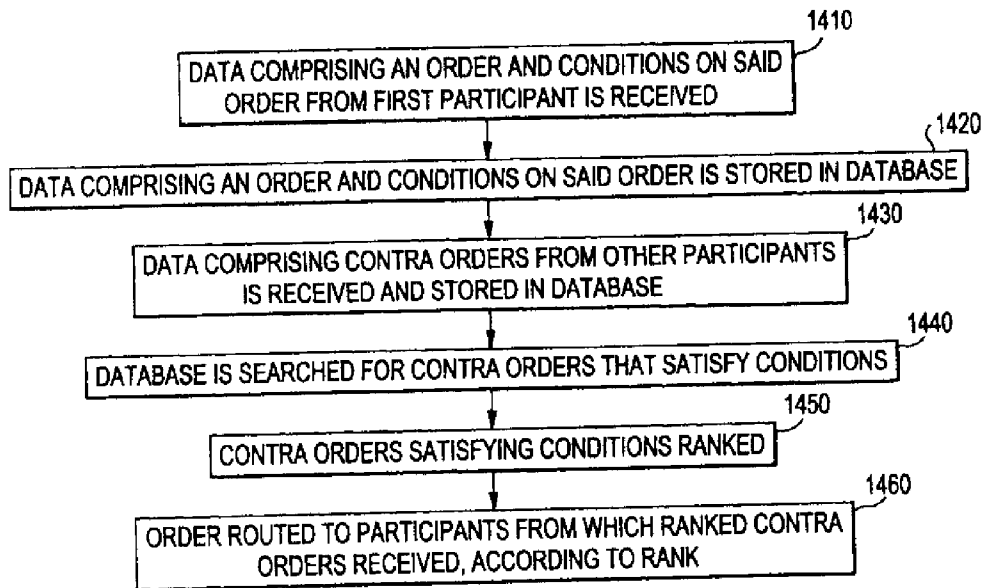 1410
DATA COMPRISING AN ORDER AND CONDITIONS ON SAID
ORDER FROM FIRST PARTICIPANT IS RECEIVED
1420
DATA COMPRISING AN ORDER AND CONDITIONS ON SAID ORDER IS STORED IN DATABASE
1430
DATA COMPRISING CONTRA ORDERS FROM OTHER PARTICIPANTS
IS RECEIVED AND STORED IN DATABASE
1440
DATABASE IS SEARCHED FOR CONTRA ORDERS THAT SATISFY CONDITIONS
1450
CONTRA ORDERS SATISFYING CONDITIONS RANKED
1460
ORDER ROUTED TO PARTICIPANTS FROM WHICH RANKED CONTRA
ORDERS RECEIVED, ACCORDING TO RANK